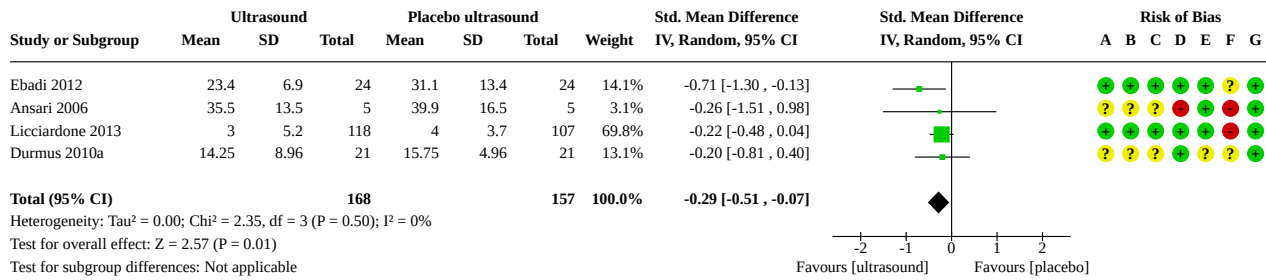 Ultrasound Placebo ultrasound Std. Mean Difference Std. Mean Difference Risk of Bias
Study or Subgroup Mean SD Total Mean SD Total Weight IV, Random, 95% CI IV, Random, 95% CI A B C D E F G
Ebadi 2012 23.4 6.9 24 31.1 13.4 24 14.1% -0.71 [-1.30 , -0.13] + + + + + ? +
Ansari 2006 35.5 13.5 5 39.9 16.5 5 3.1% -0.26 [-1.51 , 0.98] ? ? ? - + - +
Licciardone 2013 3 5.2 118 4 3.7 107 69.8% -0.22 [-0.48 , 0.04] + + + + + - +
Durmus 2010a 14.25 8.96 21 15.75 4.96 21 13.1% -0.20 [-0.81 , 0.40] ? ? ? + ? ? +
Total (95% CI) 168 157 100.0% -0.29 [-0.51 , -0.07]
Heterogeneity: Tau² = 0.00; Chi² = 2.35, df = 3 (P = 0.50); I² = 0%
Test for overall effect: Z = 2.57 (P = 0.01) -2 -1 0 1 2
Test for subgroup differences: Not applicable Favours [ultrasound] Favours [placebo]